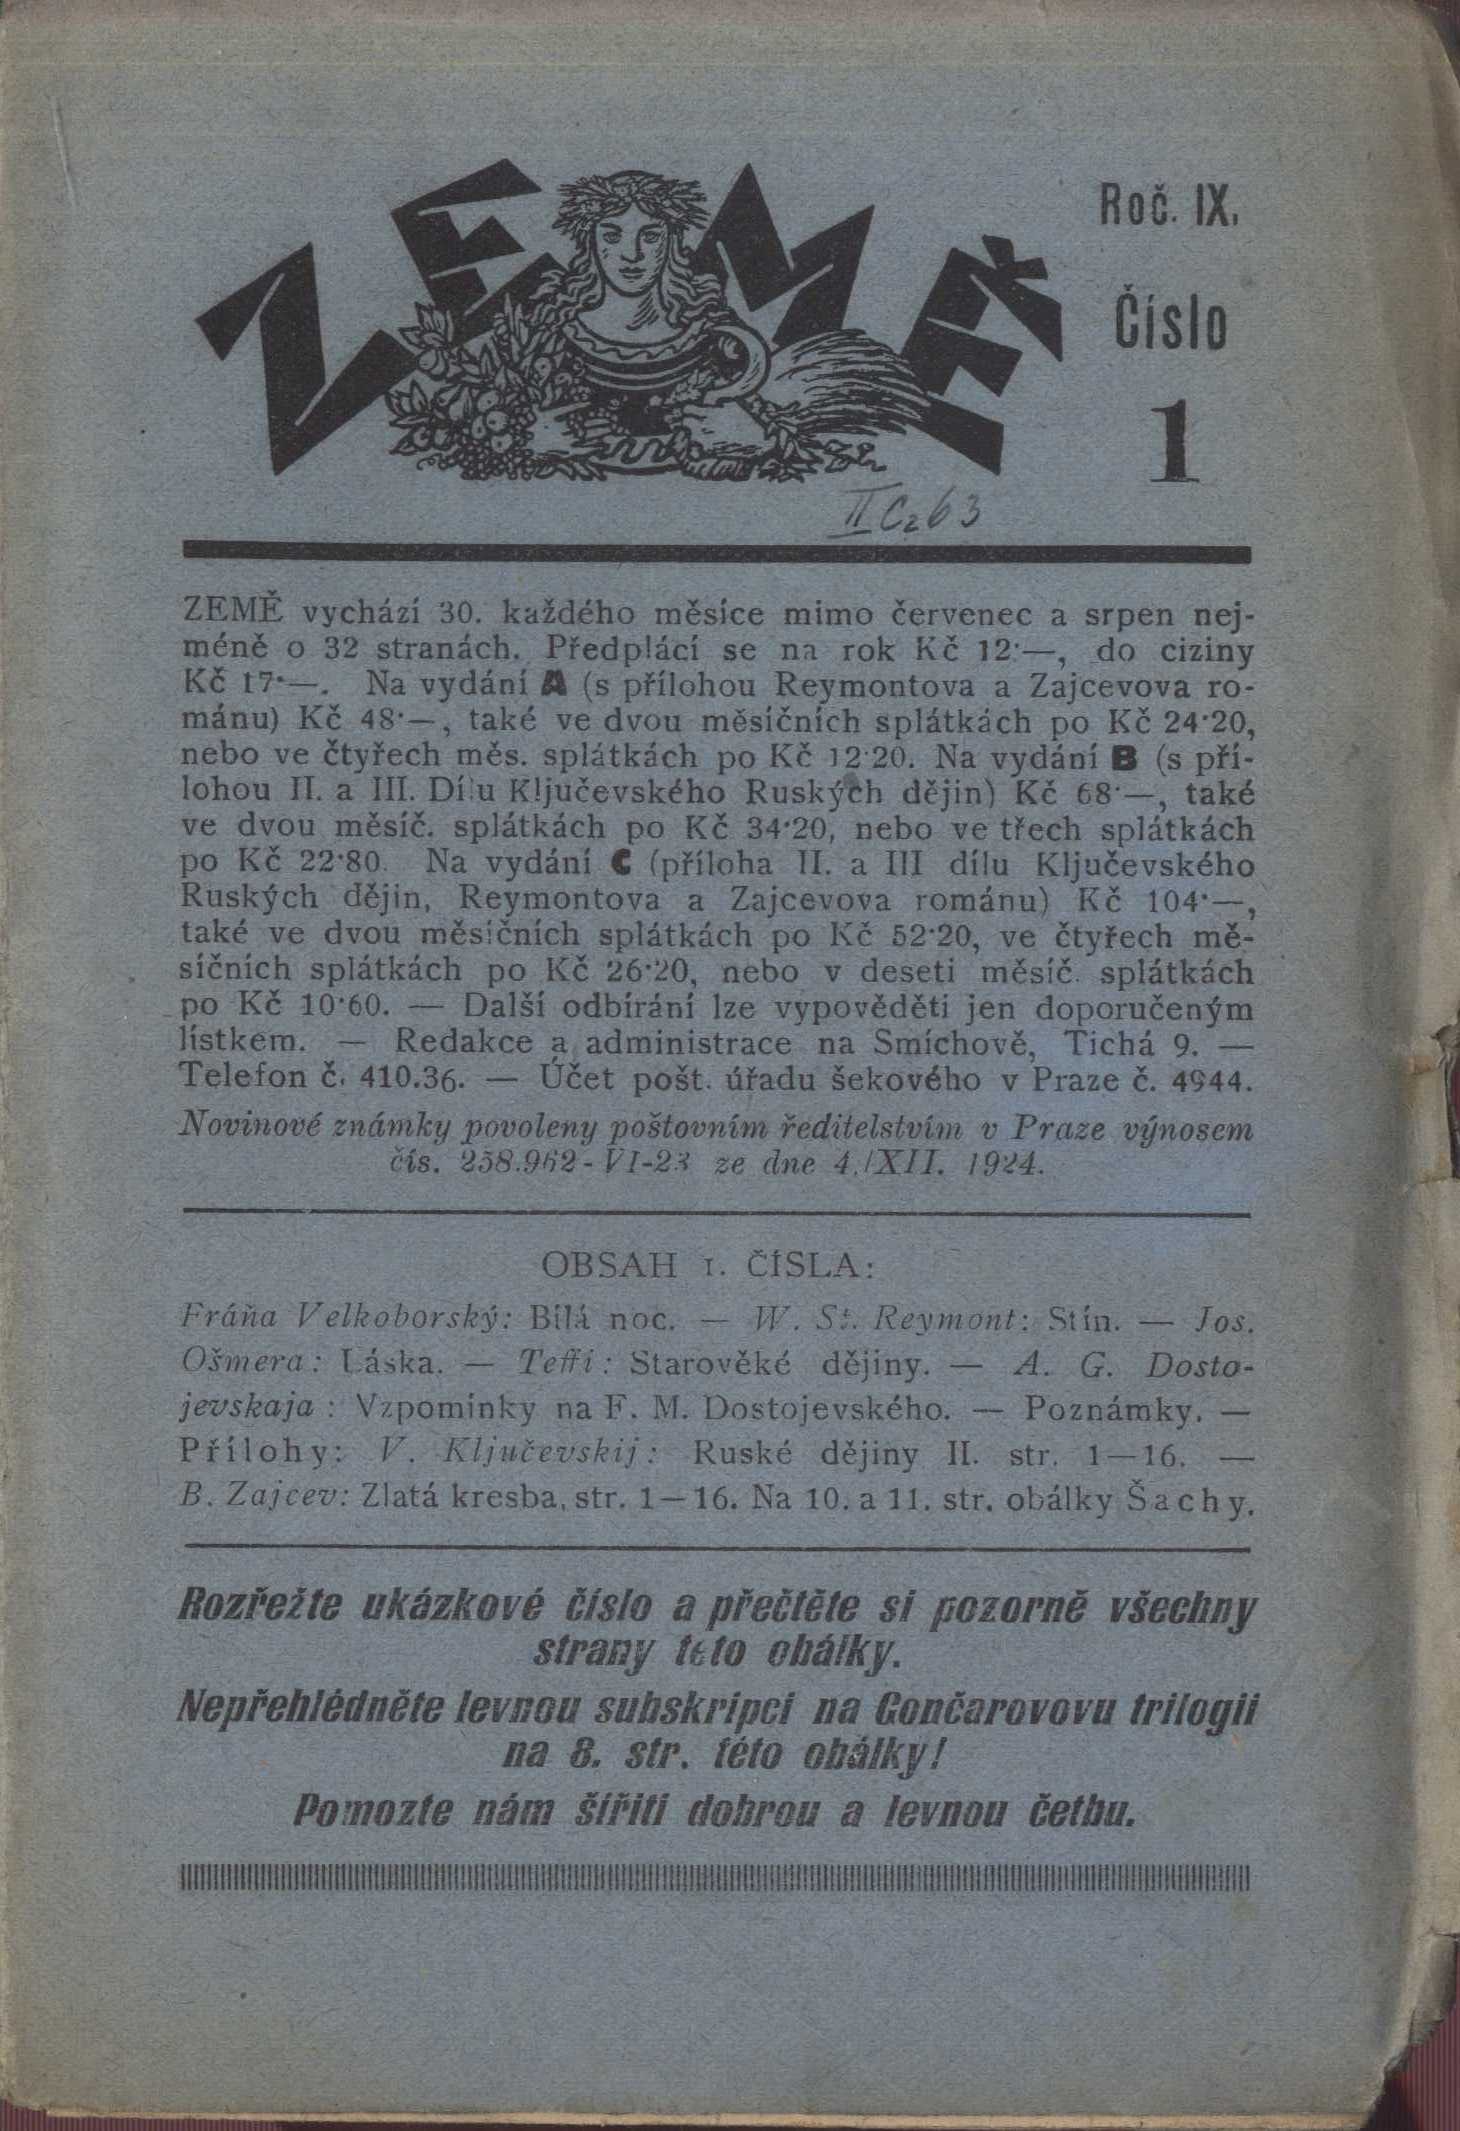 ZEMĚ
Roč. IX.
Číslo
1
II Cz 63
ZEMĚ vychází 30. každého měsíce mimo červenec a srpen nej-
méně o 32 stranách. Předplácí se na rok Kč 12·—, do ciziny
Kč 17·—. Na vydání A (s přílohou Reymontova a Zajcevova ro-
mánu) Kč 48·—, také ve dvou měsíčních splátkách po Kč 24·20,
nebo ve čtyřech měs. splátkách po Kč 12·20. Na vydání B (s pří-
lohou II. a III. Dílu Ključevského Ruských dějin) Kč 68·—, také
ve dvou měsíč. splátkách po Kč 34·20, nebo ve třech splátkách
po Kč 22·80. Na vydání C (příloha II. a III dílu Ključevského
Ruských dějin, Reymontova a Zajcevova románu) Kč 104·—,
také ve dvou měsíčních splátkách po Kč 52·20, ve čtyřech mě-
síčních splátkách po Kč 26·20, nebo v deseti měsíč. splátkách
po Kč 10·60. — Další odbírání lze vypověděti jen doporučeným
lístkem. — Redakce a administrace na Smíchově, Tichá 9. —
Telefon č. 410.36. — Účet pošt. úřadu šekového v Praze č. 4944.
Novinové známky povoleny poštovním ředitelstvím v Praze výnosem
čís. 258.962-VI-23 ze dne 4./XII. 1924.
OBSAH 1. ČÍSLA:
Fráňa Velkoborský: Bílá noc. — W. St. Reymont: Stín. — Jos.
Ošmera: Láska. — Teffi: Starověké dějiny. — A. G. Dosto-
jevskaja: Vzpomínky na F. M. Dostojevského. — Poznámky. —
Přílohy: V. Ključevskij: Ruské dějiny II. str. 1—16. —
B. Zajcev: Zlatá kresba, str. 1—16. Na 10. a 11. str. obálky Šachy.
Rozřežte ukázkové číslo a přečtěte si pozorně všechny
strany této obálky.
Nepřehlédněte levnou subskripci na Gončarovovu trilogii
na 8. str. této obálky!
Pomozte nám šířiti dobrou a levnou četbu.